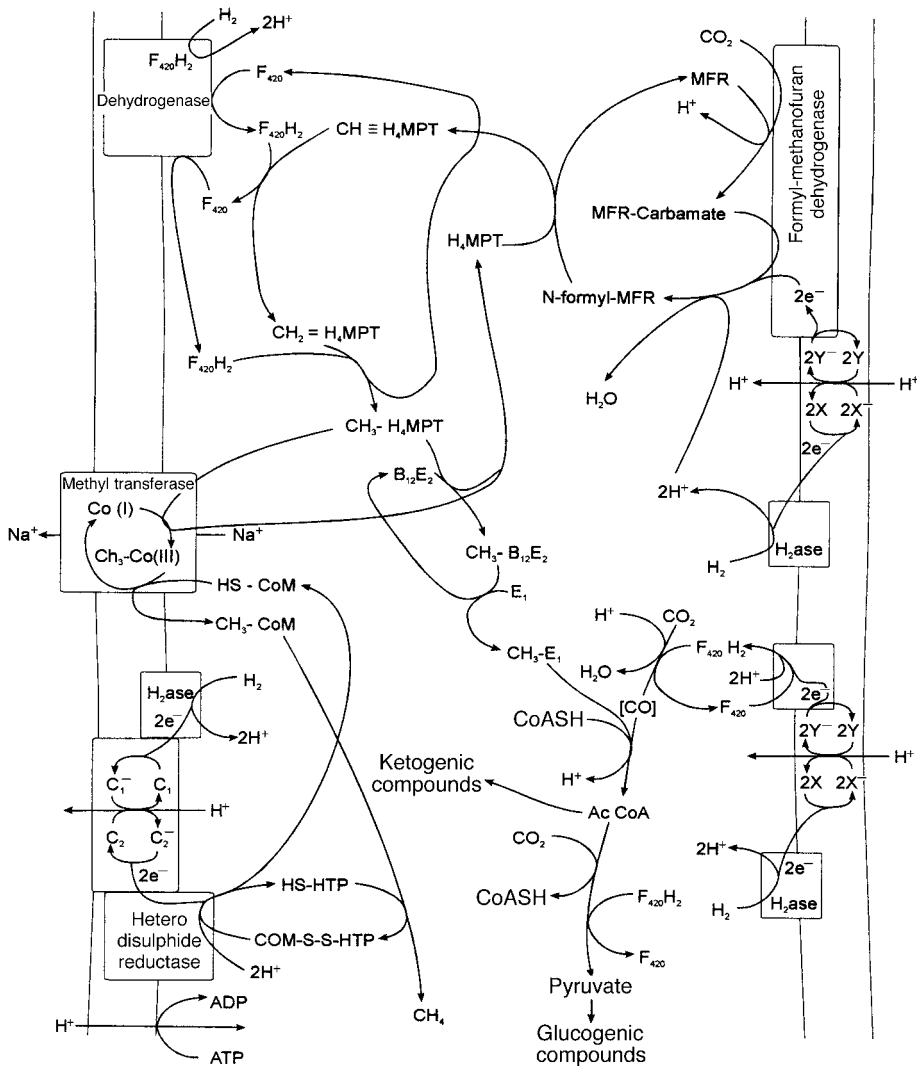 H₂
2H⁺
F₄₂₀H₂
Dehydrogenase
F₄₂₀
F₄₂₀H₂
CH ≡ H₄MPT
F₄₂₀
CH₂ = H₄MPT
F₄₂₀H₂
CH₃- H₄MPT
H₄MPT
CO₂
MFR
H⁺
MFR-Carbamate
N-formyl-MFR
H₂O
Formyl-methanofuran
dehydrogenase
2e⁻
2Y⁻ 2Y
H⁺ H⁺
2X 2X⁻
2e⁻
2H⁺
H₂
H₂ase
Methyl transferase
Co (I)
Na⁺ Na⁺
Ch₃-Co(III)
HS - CoM
CH₃- CoM
B₁₂E₂
CH₃- B₁₂E₂
E₁
CH₃-E₁
H⁺
CO₂
H₂O
F₄₂₀ H₂
2H⁺
2e⁻
[CO]
F₄₂₀
CoASH
H⁺
2Y⁻ 2Y
H⁺
2X 2X⁻
2H⁺
2e⁻
H₂
H₂ase
H₂ase
2e⁻
H₂
2H⁺
C₁⁻ C₁
H⁺
C₂ C₂⁻
2e⁻
Hetero
disulphide
reductase
HS-HTP
COM-S-S-HTP
2H⁺
Ketogenic
compounds
Ac CoA
CO₂
CoASH
F₄₂₀H₂
F₄₂₀
Pyruvate
Glucogenic
compounds
CH₄
ADP
H⁺
ATP